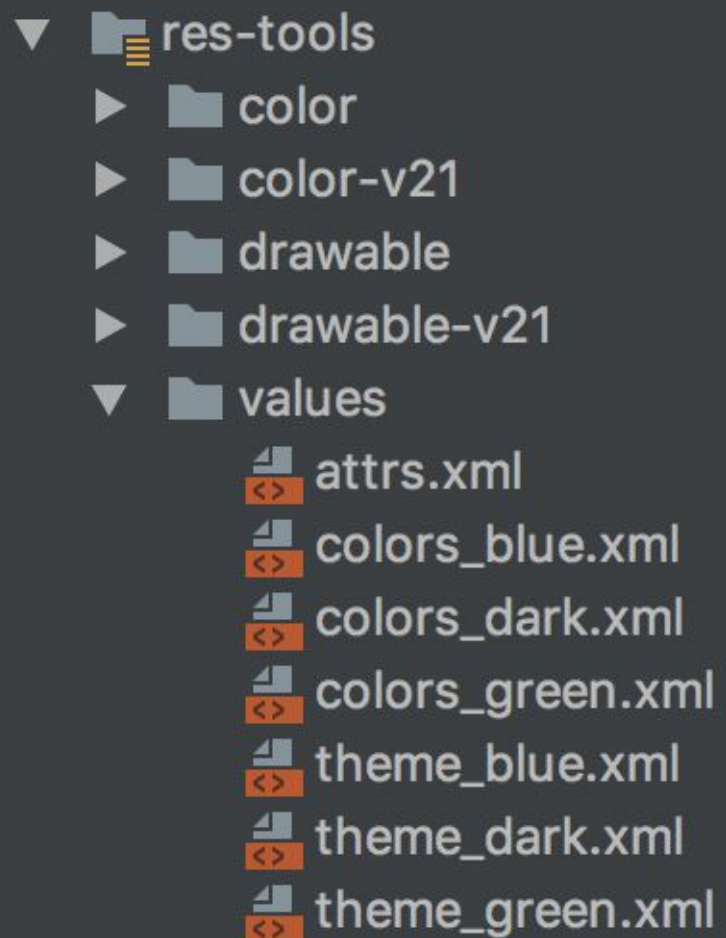 res-tools
color
color-v21
drawable
drawable-v21
values
attrs.xml
colors_blue.xml
colors_dark.xml
colors_green.xml
theme_blue.xml
theme_dark.xml
theme_green.xml